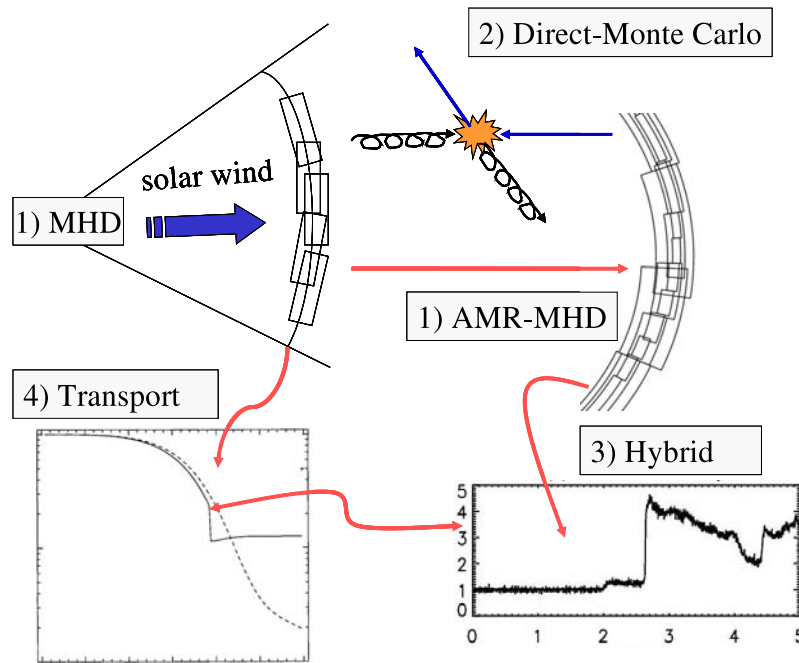 2) Direct-Monte Carlo
solar wind
1) MHD
1) AMR-MHD
4) Transport
3) Hybrid
5
4
3
2
1
0
0 1 2 3 4 5